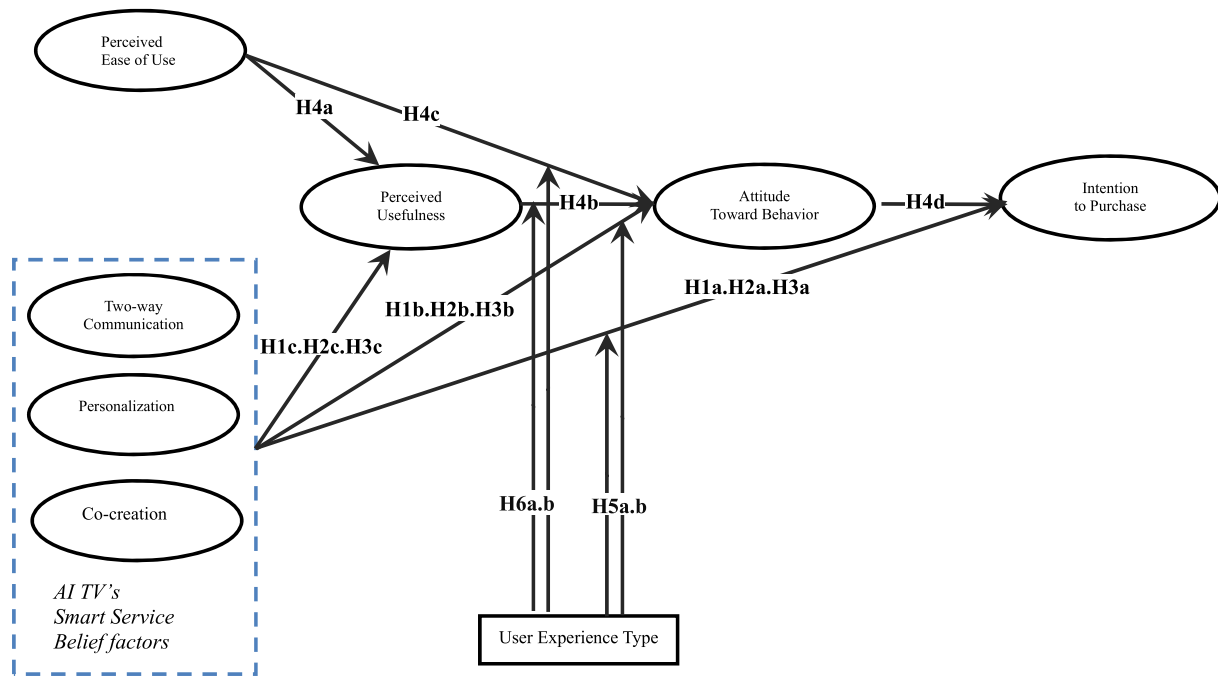 Perceived
Ease of Use
H4a
H4c
Perceived
Usefulness
H4b
Attitude
Toward Behavior
H4d
Intention
to Purchase
Two-way
Communication
Personalization
Co-creation
AI TV's
Smart Service
Belief factors
H1c.H2c.H3c
H1b.H2b.H3b
H1a.H2a.H3a
H6a.b
H5a.b
User Experience Type